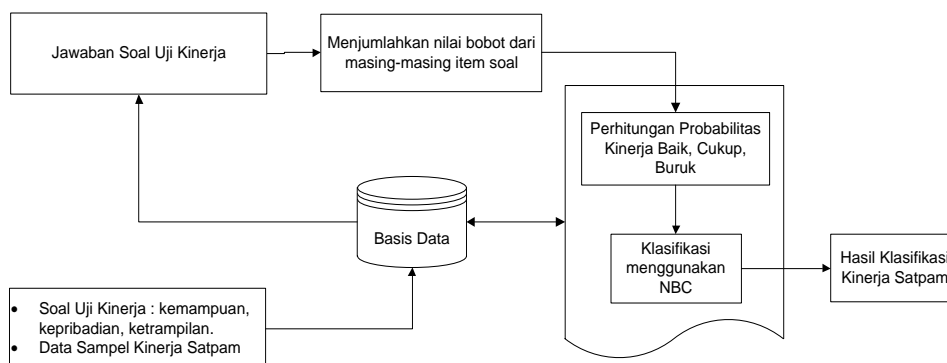 Jawaban Soal Uji Kinerja
Menjumlahkan nilai bobot dari
masing-masing item soal
Perhitungan Probabilitas
Kinerja Baik, Cukup,
Buruk
Basis Data
Klasifikasi
menggunakan
NBC
Hasil Klasifikasi
Kinerja Satpam
• Soal Uji Kinerja : kemampuan,
kepribadian, ketrampilan.
• Data Sampel Kinerja Satpam